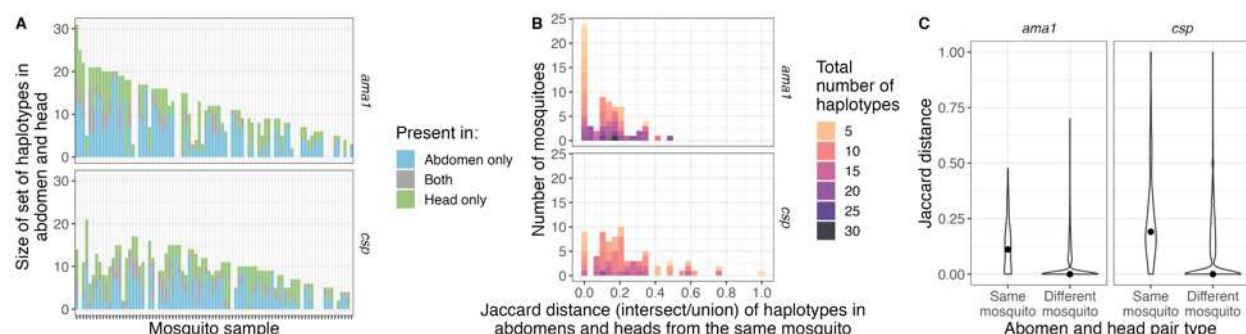 A
Size of set of haplotypes in
abdomen and head
30
20
10
0
ama1
30
20
10
0
csp
Mosquito sample
Present in:
Abdomen only
Both
Head only
B
Number of mosquitoes
25
20
15
10
5
0
ama1
25
20
15
10
5
0
csp
0.0
0.2
0.4
0.6
0.8
1.0
Jaccard distance (intersect/union) of haplotypes in
abdomens and heads from the same mosquito
Total
number of
haplotypes
5
10
15
20
25
30
C
ama1
csp
Jaccard distance
1.00
0.75
0.50
0.25
0.00
Same
mosquito
Different
mosquito
Same
mosquito
Different
mosquito
Abomen and head pair type